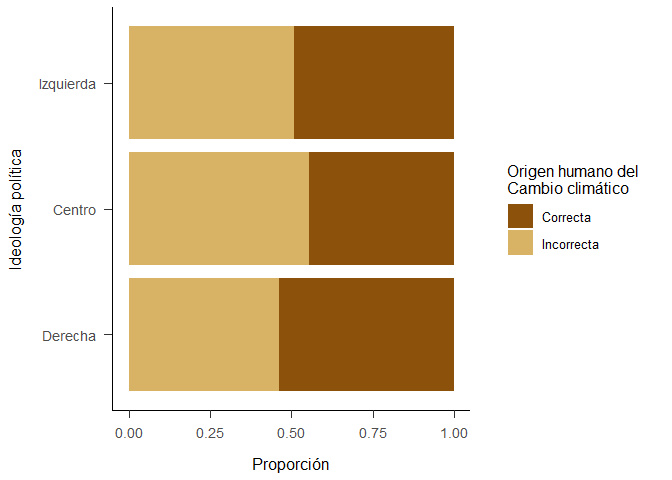 Izquierda
Centro
Derecha
Ideología política
0.00 0.25 0.50 0.75 1.00
Proporción
Origen humano del
Cambio climático
Correcta
Incorrecta